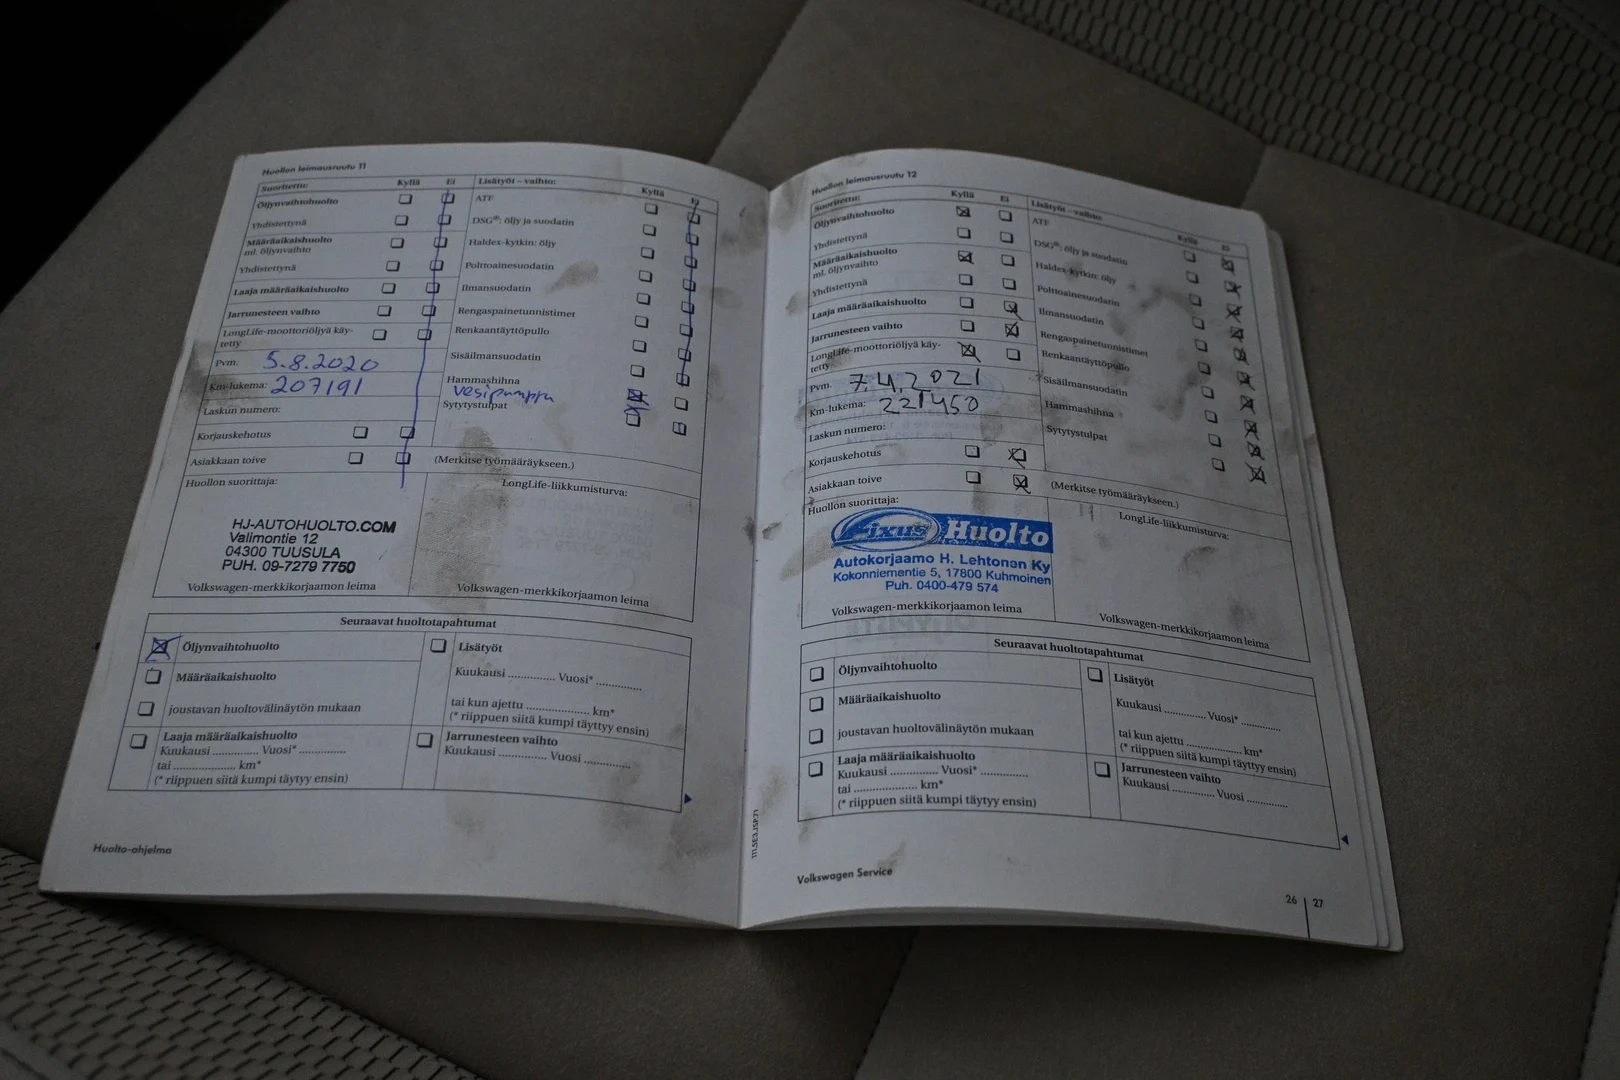 Huollon leimausruutu 11
Suoritettu: Kyllä Ei Lisätyöt – vaihto: Kyllä Ei
Öljynvaihtohuolto
Yhdistettynä
Määräaikaishuolto
ml. öljynvaihto
Yhdistettynä
Laaja määräaikaishuolto
Jarrunesteen vaihto
LongLife-moottoriöljyä käy-
tetty
Pvm. 5.8.2020
Km-lukema: 207191
Laskun numero:
Korjauskehotus
Asiakkaan toive
ATF
DSG®: öljy ja suodatin
Haldex-kytkin: öljy
Polttoainesuodatin
Ilmansuodatin
Rengaspainetunnistimet
Renkaantäyttöpullo
Sisäilmansuodatin
Hammashihna
vesipumppu
Sytytystulpat
(Merkitse työmääräykseen.)
Huollon suorittaja:
HJ-AUTOHUOLTO.COM
Valimontie 12
04300 TUUSULA
PUH. 09-7279 7750
Volkswagen-merkkikorjaamon leima
LongLife-liikkumisturva:
Volkswagen-merkkikorjaamon leima
Seuraavat huoltotapahtumat
Öljynvaihtohuolto
Määräaikaishuolto
joustavan huoltovälinäytön mukaan
Laaja määräaikaishuolto
Kuukausi .............. Vuosi* ..............
tai .................... km*
(* riippuen siitä kumpi täytyy ensin)
Lisätyöt
Kuukausi .............. Vuosi* ..............
tai kun ajettu .................... km*
(* riippuen siitä kumpi täyttyy ensin)
Jarrunesteen vaihto
Kuukausi .............. Vuosi ..............
Huolto-ohjelma
Huollon leimausruutu 12
Suoritettu: Kyllä Ei Lisätyöt – vaihto: Kyllä Ei
Öljynvaihtohuolto
Yhdistettynä
Määräaikaishuolto
ml. öljynvaihto
Yhdistettynä
Laaja määräaikaishuolto
Jarrunesteen vaihto
LongLife-moottoriöljyä käy-
tetty
Pvm. 7.4.2021
Km-lukema: 221450
Laskun numero:
Korjauskehotus
Asiakkaan toive
ATF
DSG®: öljy ja suodatin
Haldex-kytkin: öljy
Polttoainesuodatin
Ilmansuodatin
Rengaspainetunnistimet
Renkaantäyttöpullo
Sisäilmansuodatin
Hammashihna
Sytytystulpat
(Merkitse työmääräykseen.)
Huollon suorittaja:
Fixus Huolto
Autokorjaamo H. Lehtonen Ky
Kokonniementie 5, 17800 Kuhmoinen
Puh. 0400-479 574
Volkswagen-merkkikorjaamon leima
LongLife-liikkumisturva:
Volkswagen-merkkikorjaamon leima
Seuraavat huoltotapahtumat
Öljynvaihtohuolto
Määräaikaishuolto
joustavan huoltovälinäytön mukaan
Laaja määräaikaishuolto
Kuukausi .............. Vuosi* ..............
tai .................... km*
(* riippuen siitä kumpi täytyy ensin)
Lisätyöt
Kuukausi .............. Vuosi* ..............
tai kun ajettu .................... km*
(* riippuen siitä kumpi täyttyy ensin)
Jarrunesteen vaihto
Kuukausi .............. Vuosi ..............
Volkswagen Service
26 27